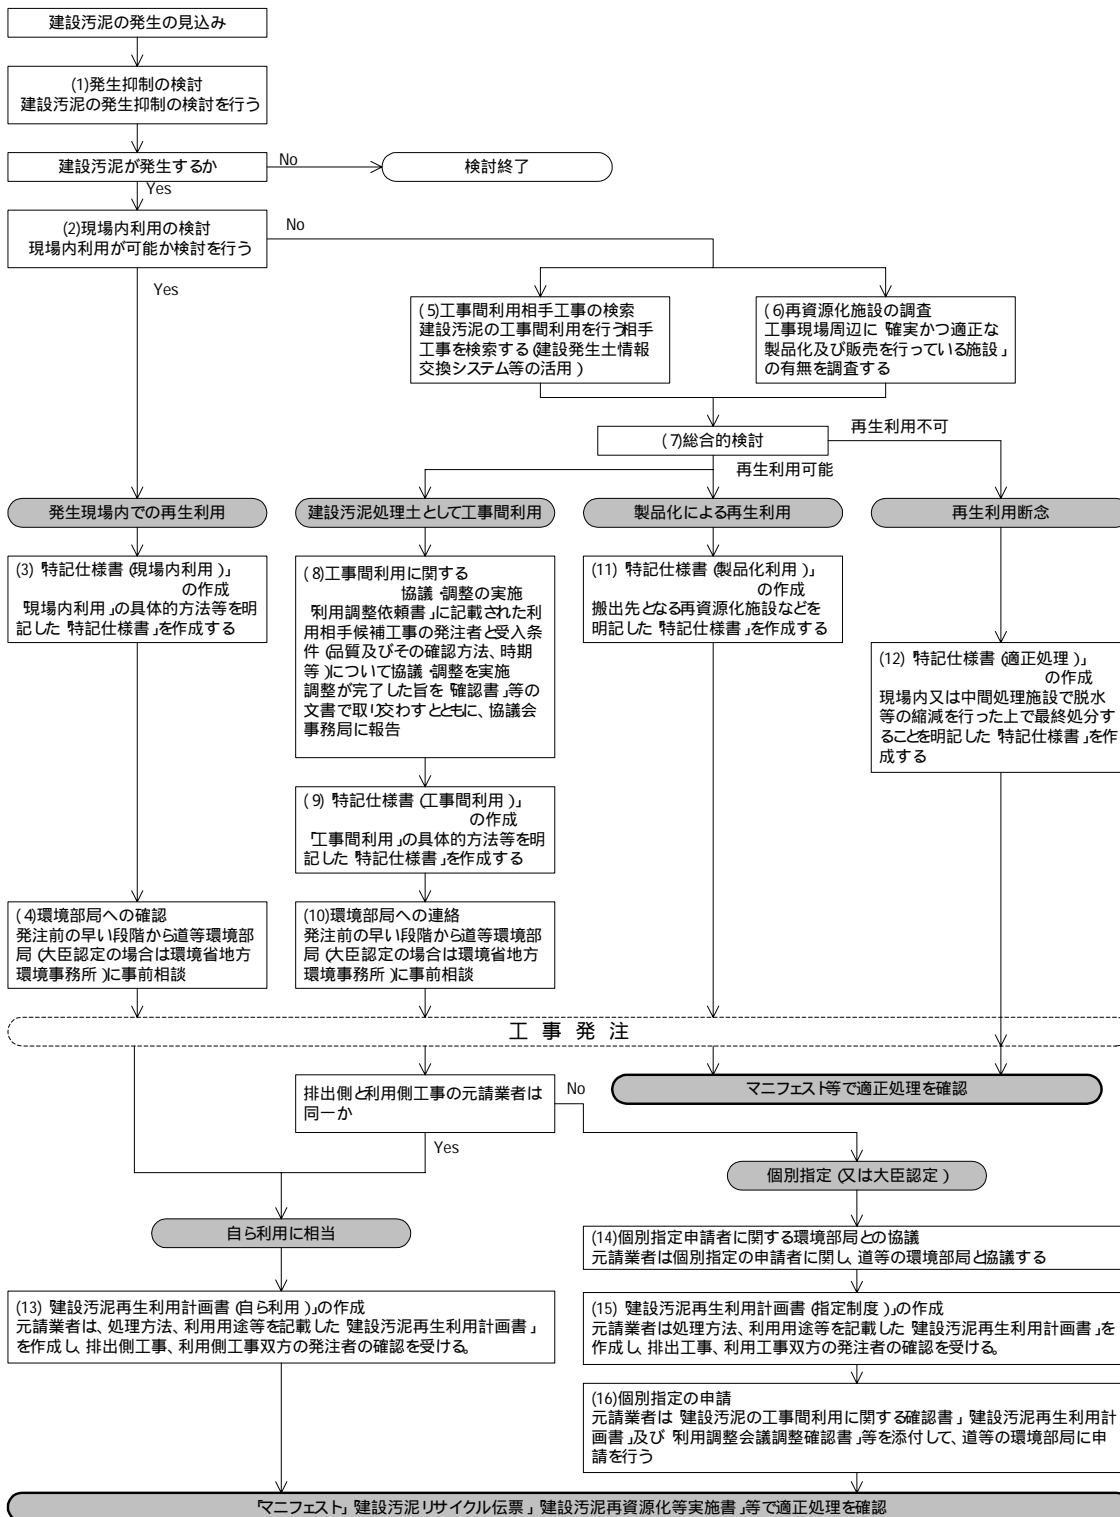 建設汚泥の発生の見込み
(1)発生抑制の検討
建設汚泥の発生抑制の検討を行う
建設汚泥が発生するか
No
検討終了
Yes
(2)現場内利用の検討
現場内利用が可能か検討を行う
No
Yes
(5)工事間利用相手工事の検索
建設汚泥の工事間利用を行う相手
工事を検索する(建設発生土情報
交換システム等の活用)
(6)再資源化施設の調査
工事現場周辺に「確実かつ適正な
製品化及び販売を行っている施設」
の有無を調査する
(7)総合的検討
再生利用不可
再生利用可能
発生現場内での再生利用
建設汚泥処理土として工事間利用
製品化による再生利用
再生利用断念
(3)「特記仕様書(現場内利用)」
の作成
「現場内利用」の具体的方法等を明
記した「特記仕様書」を作成する
(8)工事間利用に関する
協議・調整の実施
「利用調整依頼書」に記載された利
用相手候補工事の発注者と受入条
件(品質及びその確認方法、時期
等)について協議・調整を実施
調整が完了した旨を「確認書」等の
文書で取り交わすとともに、協議会
事務局に報告
(11)「特記仕様書(製品化利用)」
の作成
搬出先となる再資源化施設などを
明記した「特記仕様書」を作成する
(12)「特記仕様書(適正処理)」
の作成
現場内又は中間処理施設で脱水
等の縮減を行った上で最終処分す
ることを明記した「特記仕様書」を作
成する
(9)「特記仕様書(工事間利用)」
の作成
「工事間利用」の具体的方法等を明
記した「特記仕様書」を作成する
(4)環境部局への確認
発注前の早い段階から道等環境部
局(大臣認定の場合は環境省地方
環境事務所)に事前相談
(10)環境部局への連絡
発注前の早い段階から道等環境部
局(大臣認定の場合は環境省地方
環境事務所)に事前相談
工事発注
排出側と利用側工事の元請業者は
同一か
No
Yes
マニフェスト等で適正処理を確認
個別指定(又は大臣認定)
自ら利用に相当
(14)個別指定申請者に関する環境部局との協議
元請業者は個別指定の申請者に関し、道等の環境部局と協議する
(13)「建設汚泥再生利用計画書(自ら利用)」の作成
元請業者は、処理方法、利用用途等を記載した「建設汚泥再生利用計画書」
を作成し、排出側工事、利用側工事双方の発注者の確認を受ける。
(15)「建設汚泥再生利用計画書(指定制度)」の作成
元請業者は処理方法、利用用途等を記載した「建設汚泥再生利用計画書」を
作成し、排出工事、利用工事双方の発注者の確認を受ける。
(16)個別指定の申請
元請業者は「建設汚泥の工事間利用に関する確認書」「建設汚泥再生利用計
画書」及び「利用調整会議調整確認書」等を添付して、道等の環境部局に申
請を行う
「マニフェスト」「建設汚泥リサイクル伝票」「建設汚泥再資源化等実施書」等で適正処理を確認